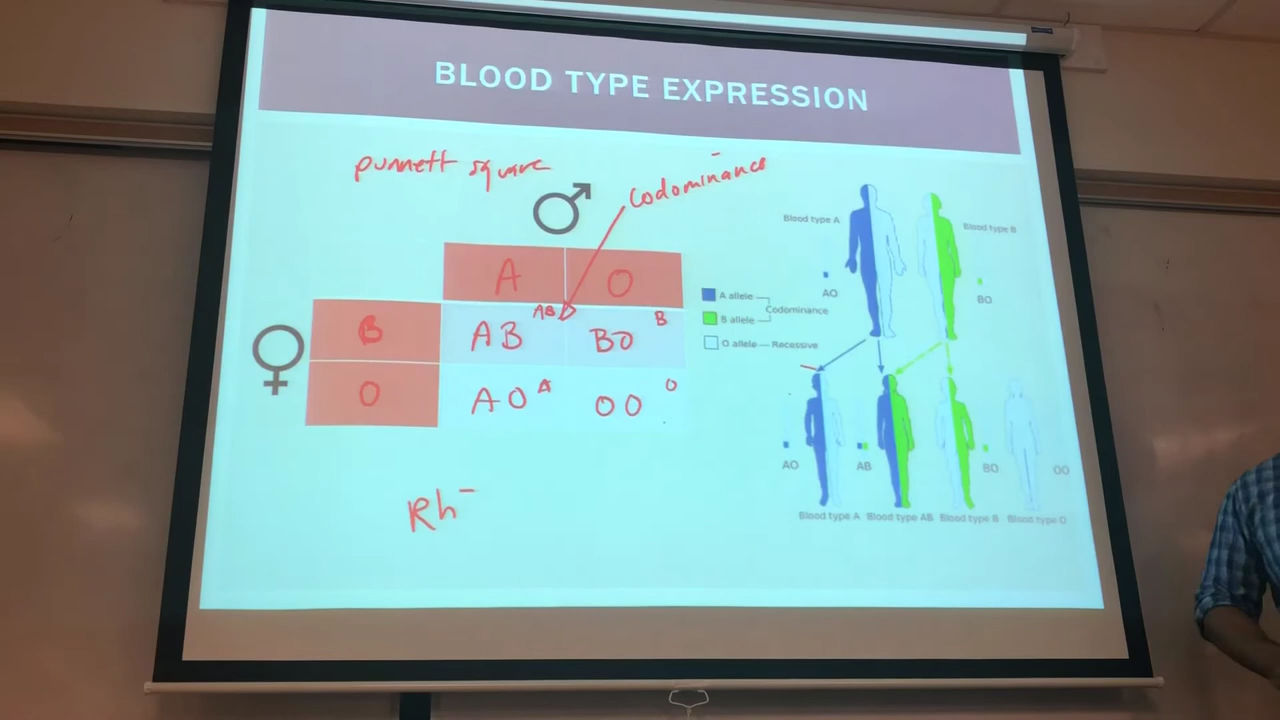 BLOOD TYPE EXPRESSION
punnett square
Codominance
A O
B AB AB BO B
O AO A OO O
Rh-
Blood type A
Blood type B
AO
BO
A allele
Codominance
B allele
O allele — Recessive
AO AB BO OO
Blood type A Blood type AB Blood type B Blood type O